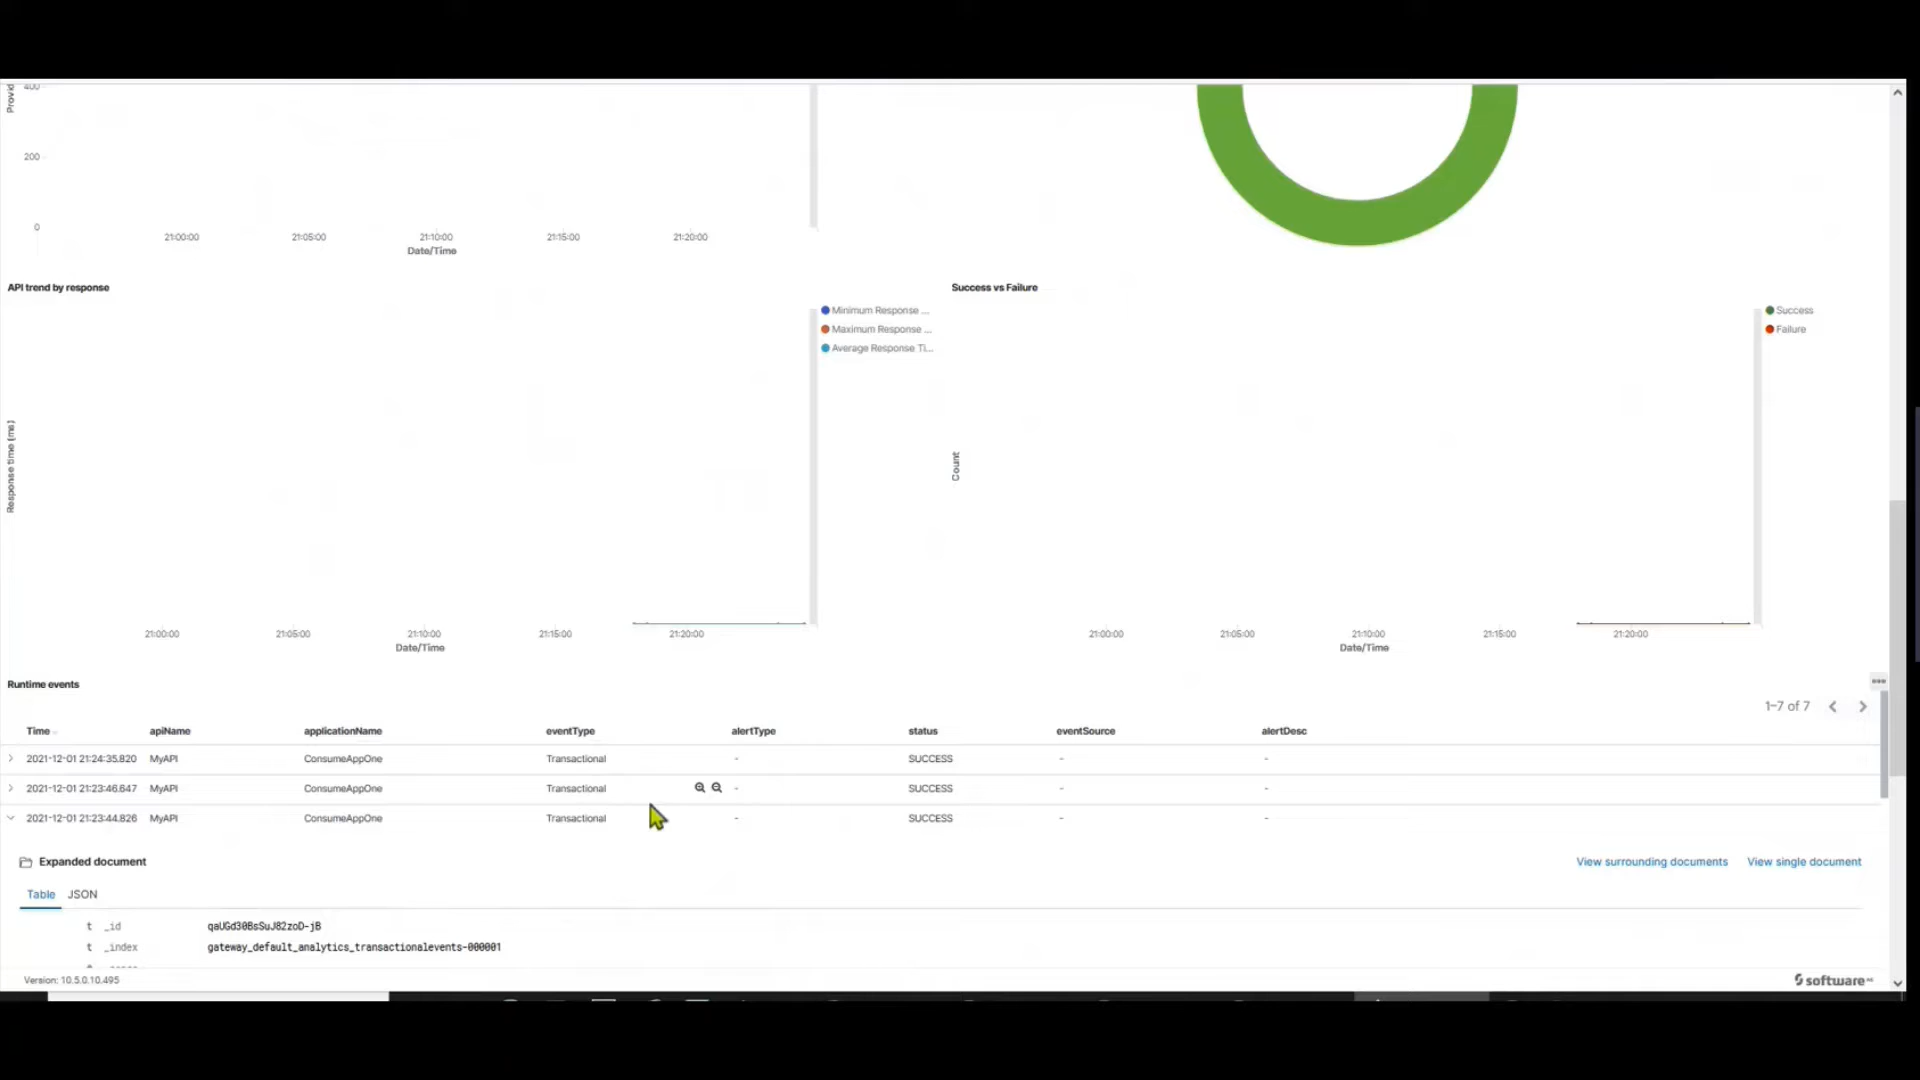 Provid
400
200
0
21:00:00 21:05:00 21:10:00 21:15:00 21:20:00
Date/Time
API trend by response
Minimum Response ...
Maximum Response ...
Average Response Ti...
Response time (ms)
21:00:00 21:05:00 21:10:00 21:15:00 21:20:00
Date/Time
Success vs Failure
Success
Failure
Count
21:00:00 21:05:00 21:10:00 21:15:00 21:20:00
Date/Time
Runtime events
1–7 of 7
Time apiName applicationName eventType alertType status eventSource alertDesc
2021-12-01 21:24:35.820 MyAPI ConsumeAppOne Transactional - SUCCESS - -
2021-12-01 21:23:46.647 MyAPI ConsumeAppOne Transactional - SUCCESS - -
2021-12-01 21:23:44.826 MyAPI ConsumeAppOne Transactional - SUCCESS - -
Expanded document View surrounding documents View single document
Table JSON
t _id qaUGd30BsSuJ82zoD-jB
t _index gateway_default_analytics_transactionalevents-000001
Version: 10.5.0.10.495
software AG